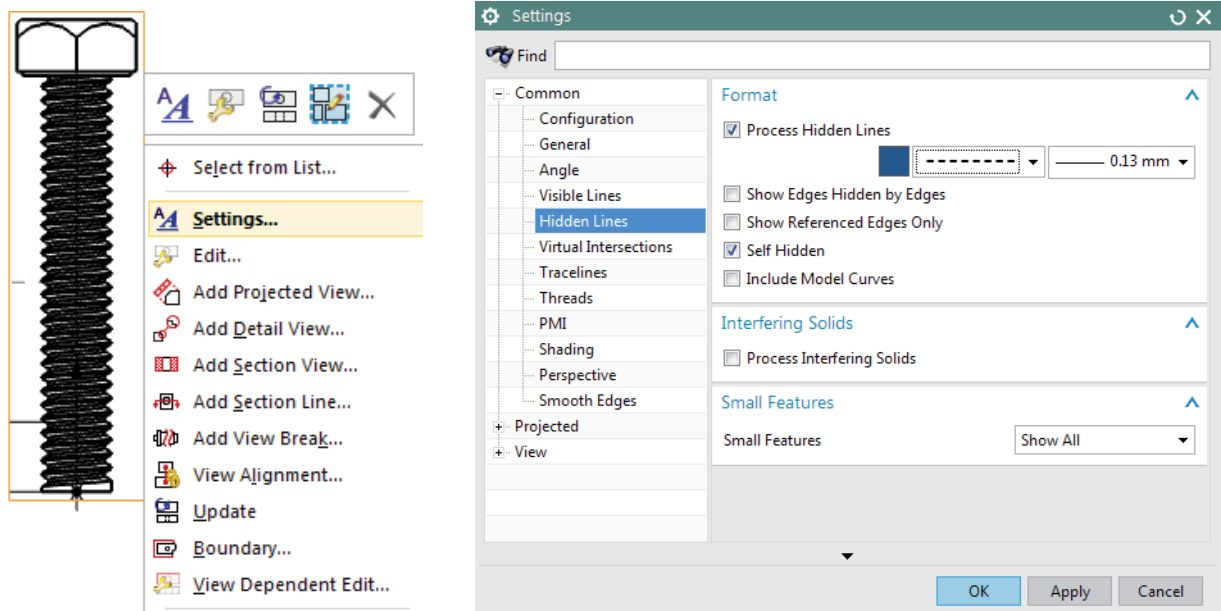 Select from List...
Settings...
Edit...
Add Projected View...
Add Detail View...
Add Section View...
Add Section Line...
Add View Break...
View Alignment...
Update
Boundary...
View Dependent Edit...
Settings
Find
Common
Configuration
General
Angle
Visible Lines
Hidden Lines
Virtual Intersections
Tracelines
Threads
PMI
Shading
Perspective
Smooth Edges
Projected
View
Format
Process Hidden Lines
0.13 mm
Show Edges Hidden by Edges
Show Referenced Edges Only
Self Hidden
Include Model Curves
Interfering Solids
Process Interfering Solids
Small Features
Small Features Show All
OK Apply Cancel